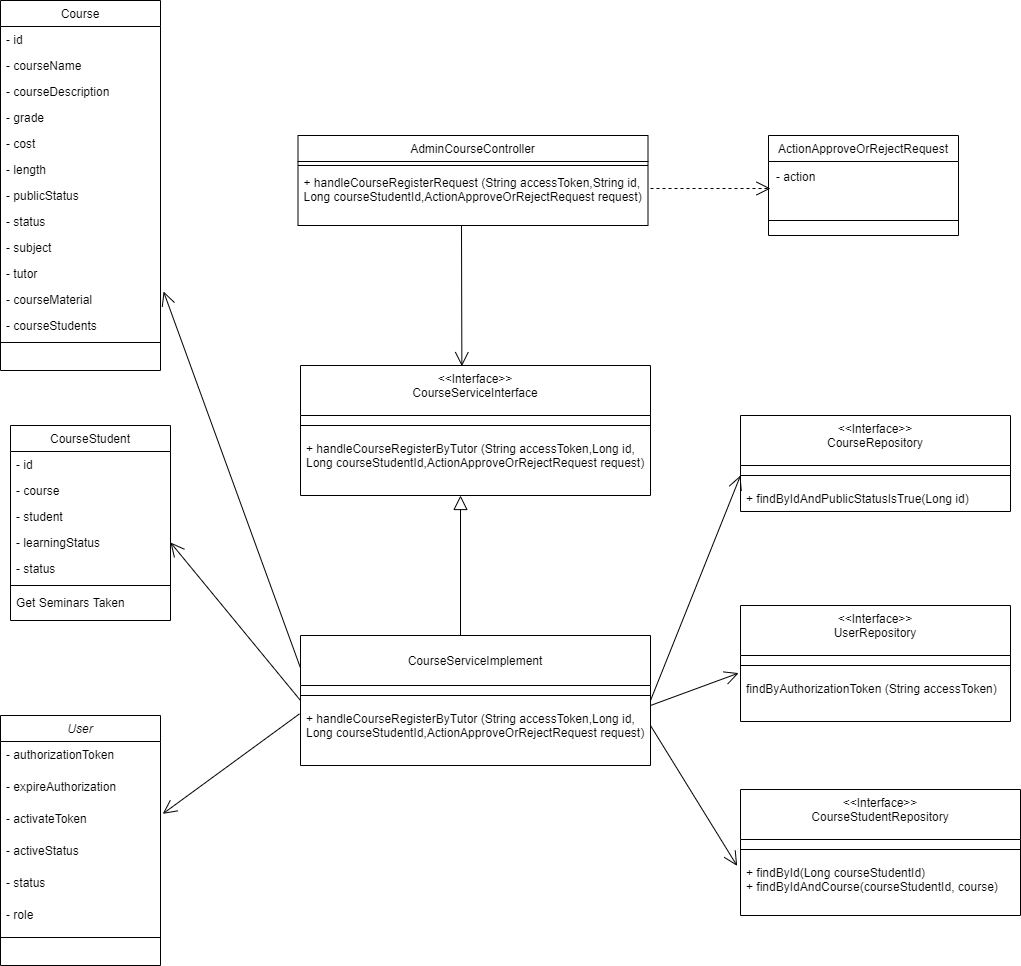 Course
- id
- courseName
- courseDescription
- grade
- cost
- length
- publicStatus
- status
- subject
- tutor
- courseMaterial
- courseStudents
AdminCourseController
+ handleCourseRegisterRequest (String accessToken,String id,
Long courseStudentId,ActionApproveOrRejectRequest request)
ActionApproveOrRejectRequest
- action
<<Interface>>
CourseServiceInterface
+ handleCourseRegisterByTutor (String accessToken,Long id,
Long courseStudentId,ActionApproveOrRejectRequest request)
CourseStudent
- id
- course
- student
- learningStatus
- status
Get Seminars Taken
<<Interface>>
CourseRepository
+ findByIdAndPublicStatusIsTrue(Long id)
CourseServiceImplement
+ handleCourseRegisterByTutor (String accessToken,Long id,
Long courseStudentId,ActionApproveOrRejectRequest request)
<<Interface>>
UserRepository
findByAuthorizationToken (String accessToken)
User
- authorizationToken
- expireAuthorization
- activateToken
- activeStatus
- status
- role
<<Interface>>
CourseStudentRepository
+ findById(Long courseStudentId)
+ findByIdAndCourse(courseStudentId, course)